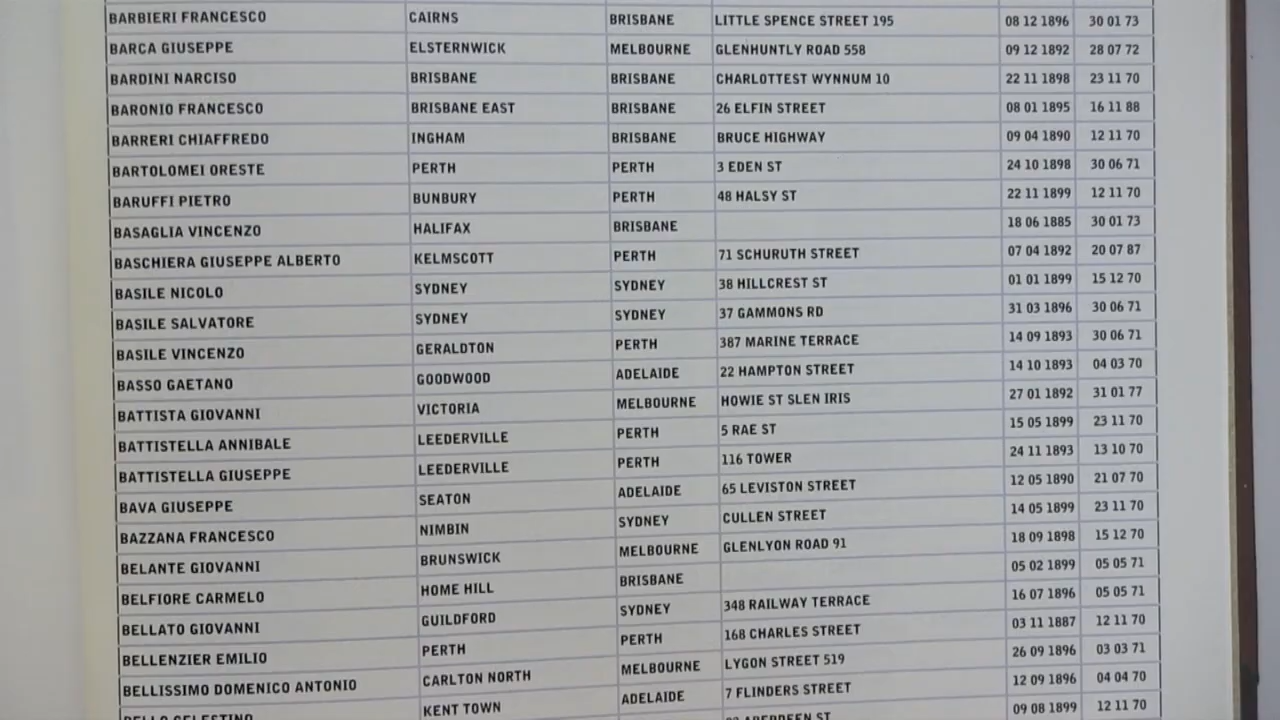 BARBIERI FRANCESCO CAIRNS BRISBANE LITTLE SPENCE STREET 195 08 12 1896 30 01 73
BARCA GIUSEPPE ELSTERNWICK MELBOURNE GLENHUNTLY ROAD 558 09 12 1892 28 07 72
BARDINI NARCISO BRISBANE BRISBANE CHARLOTTEST WYNNUM 10 22 11 1898 23 11 70
BARONIO FRANCESCO BRISBANE EAST BRISBANE 26 ELFIN STREET 08 01 1895 16 11 88
BARRERI CHIAFFREDO INGHAM BRISBANE BRUCE HIGHWAY 09 04 1890 12 11 70
BARTOLOMEI ORESTE PERTH PERTH 3 EDEN ST 24 10 1898 30 06 71
BARUFFI PIETRO BUNBURY PERTH 48 HALSY ST 22 11 1899 12 11 70
BASAGLIA VINCENZO HALIFAX BRISBANE 18 06 1885 30 01 73
BASCHIERA GIUSEPPE ALBERTO KELMSCOTT PERTH 71 SCHURUTH STREET 07 04 1892 20 07 87
BASILE NICOLO SYDNEY SYDNEY 38 HILLCREST ST 01 01 1899 15 12 70
BASILE SALVATORE SYDNEY SYDNEY 37 GAMMONS RD 31 03 1896 30 06 71
BASILE VINCENZO GERALDTON PERTH 387 MARINE TERRACE 14 09 1893 30 06 71
BASSO GAETANO GOODWOOD ADELAIDE 22 HAMPTON STREET 14 10 1893 04 03 70
BATTISTA GIOVANNI VICTORIA MELBOURNE HOWIE ST SLEN IRIS 27 01 1892 31 01 77
BATTISTELLA ANNIBALE LEEDERVILLE PERTH 5 RAE ST 15 05 1899 23 11 70
BATTISTELLA GIUSEPPE LEEDERVILLE PERTH 116 TOWER 24 11 1893 13 10 70
BAVA GIUSEPPE SEATON ADELAIDE 65 LEVISTON STREET 12 05 1890 21 07 70
BAZZANA FRANCESCO NIMBIN SYDNEY CULLEN STREET 14 05 1899 23 11 70
BELANTE GIOVANNI BRUNSWICK MELBOURNE GLENLYON ROAD 91 18 09 1898 15 12 70
BELFIORE CARMELO HOME HILL BRISBANE 05 02 1899 05 05 71
BELLATO GIOVANNI GUILDFORD SYDNEY 348 RAILWAY TERRACE 16 07 1896 05 05 71
BELLENZIER EMILIO PERTH PERTH 168 CHARLES STREET 03 11 1887 12 11 70
BELLISSIMO DOMENICO ANTONIO CARLTON NORTH MELBOURNE LYGON STREET 519 26 09 1896 03 03 71
BELLO CELESTINO KENT TOWN ADELAIDE 7 FLINDERS STREET 12 09 1896 04 04 70
ABERDEEN ST 09 08 1899 12 11 70